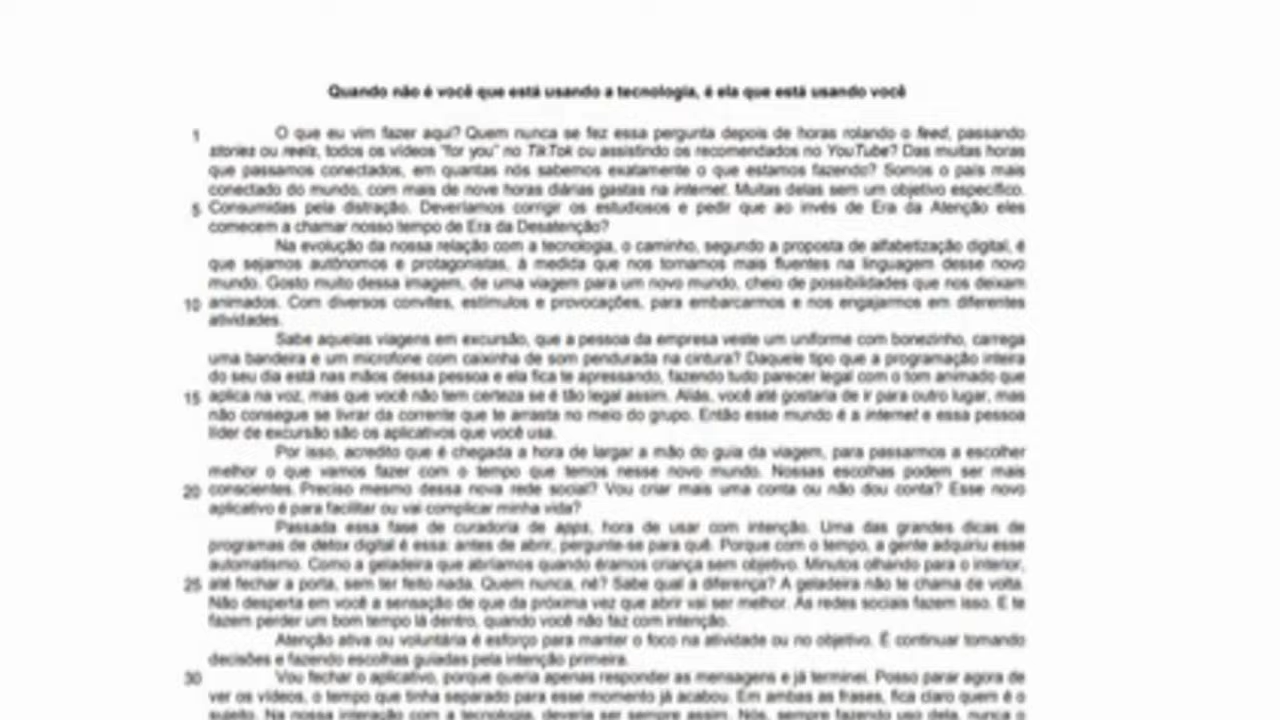 Quando não é você que está usando a tecnologia, é ela que está usando você
1 O que eu vim fazer aqui? Quem nunca se fez essa pergunta depois de horas rolando o feed, passando
stories ou reels, todos os vídeos "for you" no TikTok ou assistindo os recomendados no YouTube? Das muitas horas
que passamos conectados, em quantas nós sabemos exatamente o que estamos fazendo? Somos o país mais
conectado do mundo, com mais de nove horas diárias gastas na internet. Muitas delas sem um objetivo específico.
5 Consumidas pela distração. Deveríamos corrigir os estudiosos e pedir que ao invés de Era da Atenção eles
comecem a chamar nosso tempo de Era da Desatenção?
Na evolução da nossa relação com a tecnologia, o caminho, segundo a proposta de alfabetização digital, é
que sejamos autônomos e protagonistas, à medida que nos tornamos mais fluentes na linguagem desse novo
mundo. Gosto muito dessa imagem, de uma viagem para um novo mundo, cheio de possibilidades que nos deixam
10 animados. Com diversos convites, estímulos e provocações, para embarcarmos e nos engajarmos em diferentes
atividades.
Sabe aquelas viagens em excursão, que a pessoa da empresa veste um uniforme com bonezinho, carrega
uma bandeira e um microfone com caixinha de som pendurada na cintura? Daquele tipo que a programação inteira
do seu dia está nas mãos dessa pessoa e ela fica te apressando, fazendo tudo parecer legal com o tom animado que
15 aplica na voz, mas que você não tem certeza se é tão legal assim. Aliás, você até gostaria de ir para outro lugar, mas
não consegue se livrar da corrente que te arrasta no meio do grupo. Então esse mundo é a internet e essa pessoa
líder de excursão são os aplicativos que você usa.
Por isso, acredito que é chegada a hora de largar a mão do guia da viagem, para passarmos a escolher
melhor o que vamos fazer com o tempo que temos nesse novo mundo. Nossas escolhas podem ser mais
20 conscientes. Preciso mesmo dessa nova rede social? Vou criar mais uma conta ou não dou conta? Esse novo
aplicativo é para facilitar ou vai complicar minha vida?
Passada essa fase de curadoria de apps, hora de usar com intenção. Uma das grandes dicas de
programas de detox digital é essa: antes de abrir, pergunte-se para quê. Porque com o tempo, a gente adquiriu esse
automatismo. Como a geladeira que abríamos quando éramos criança sem objetivo. Minutos olhando para o interior,
25 até fechar a porta, sem ter feito nada. Quem nunca, né? Sabe qual a diferença? A geladeira não te chama de volta.
Não desperta em você a sensação de que da próxima vez que abrir vai ser melhor. As redes sociais fazem isso. E te
fazem perder um bom tempo lá dentro, quando você não faz com intenção.
Atenção ativa ou voluntária é esforço para manter o foco na atividade ou no objetivo. É continuar tomando
decisões e fazendo escolhas guiadas pela intenção primeira.
30 Vou fechar o aplicativo, porque queria apenas responder as mensagens e já terminei. Posso parar agora de
ver os vídeos, o tempo que tinha separado para esse momento já acabou. Em ambas as frases, fica claro quem é o
sujeito. Na nossa interação com a tecnologia, deveria ser sempre assim. Nós, sempre fazendo uso dela, nunca o